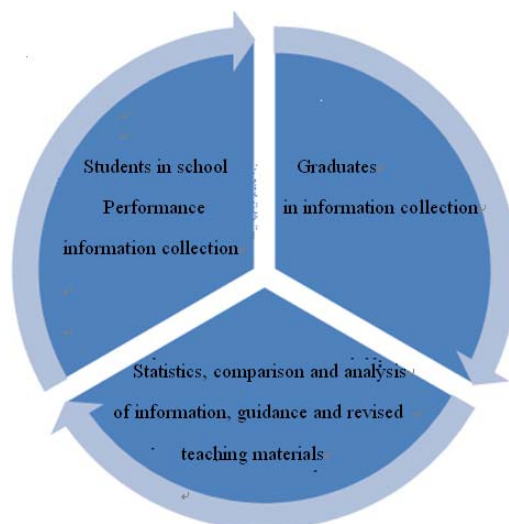 Students in school
Performance
information collection
Graduates
in information collection
Statistics, comparison and analysis
of information, guidance and revised
teaching materials